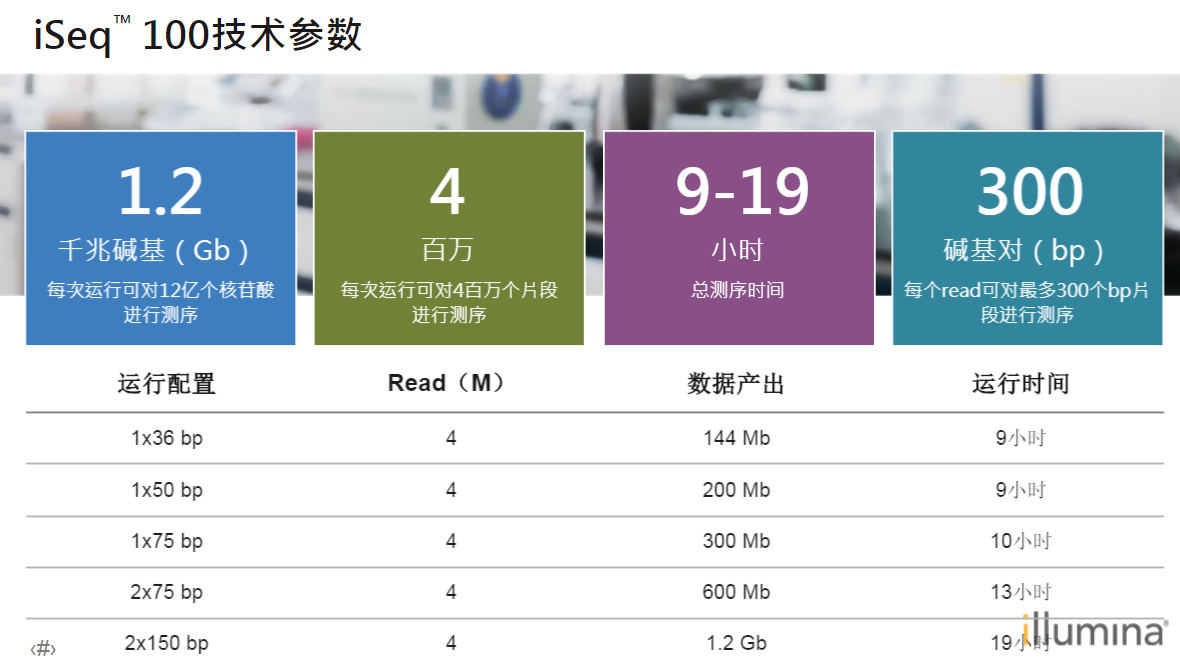 iSeq™ 100技术参数
1.2
千兆碱基（Gb）
每次运行可对12亿个核苷酸
进行测序
4
百万
每次运行可对4百万个片段
进行测序
9-19
小时
总测序时间
300
碱基对（bp）
每个read可对最多300个bp片
段进行测序
运行配置 Read（M） 数据产出 运行时间
1x36 bp 4 144 Mb 9小时
1x50 bp 4 200 Mb 9小时
1x75 bp 4 300 Mb 10小时
2x75 bp 4 600 Mb 13小时
2x150 bp 4 1.2 Gb 19小时
illumina®
‹#›